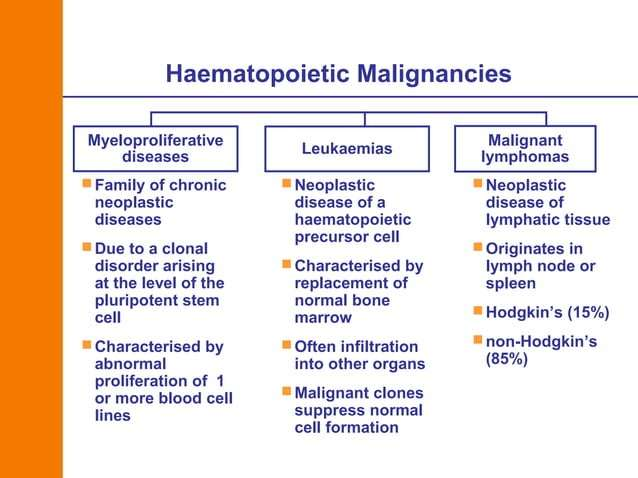 Haematopoietic Malignancies
Myeloproliferative
diseases
Family of chronic
neoplastic
diseases
Due to a clonal
disorder arising
at the level of the
pluripotent stem
cell
Characterised by
abnormal
proliferation of 1
or more blood cell
lines
Leukaemias
Neoplastic
disease of a
haematopoietic
precursor cell
Characterised by
replacement of
normal bone
marrow
Often infiltration
into other organs
Malignant clones
suppress normal
cell formation
Malignant
lymphomas
Neoplastic
disease of
lymphatic tissue
Originates in
lymph node or
spleen
Hodgkin's (15%)
non-Hodgkin's
(85%)